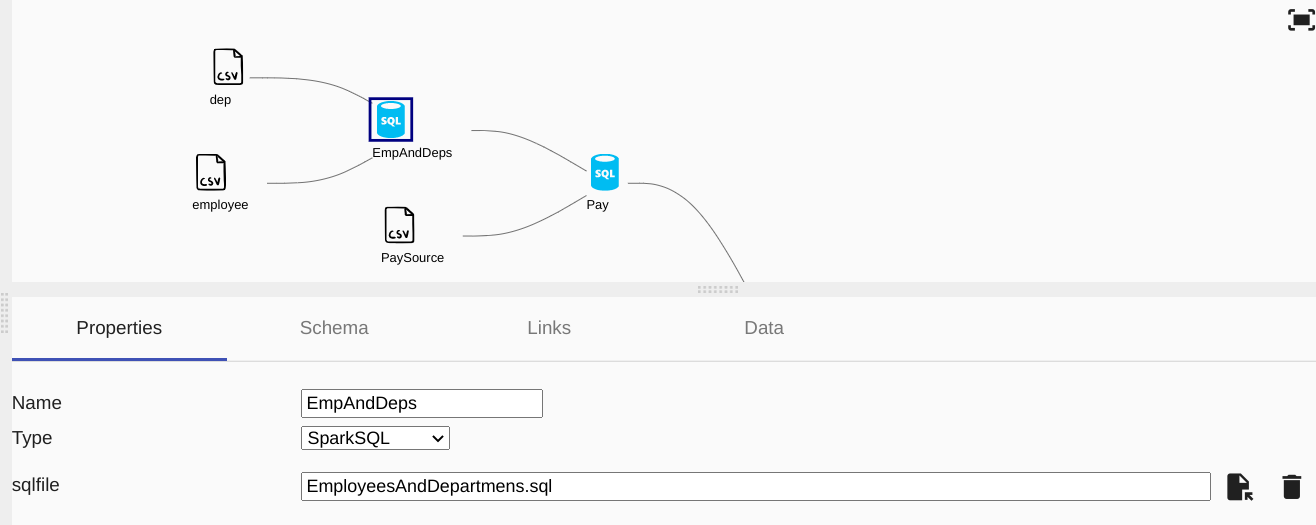 CSV
dep
SQL
EmpAndDeps
CSV
employee
SQL
Pay
CSV
PaySource
Properties Schema Links Data
Name EmpAndDeps
Type SparkSQL
sqlfile EmployeesAndDepartmens.sql